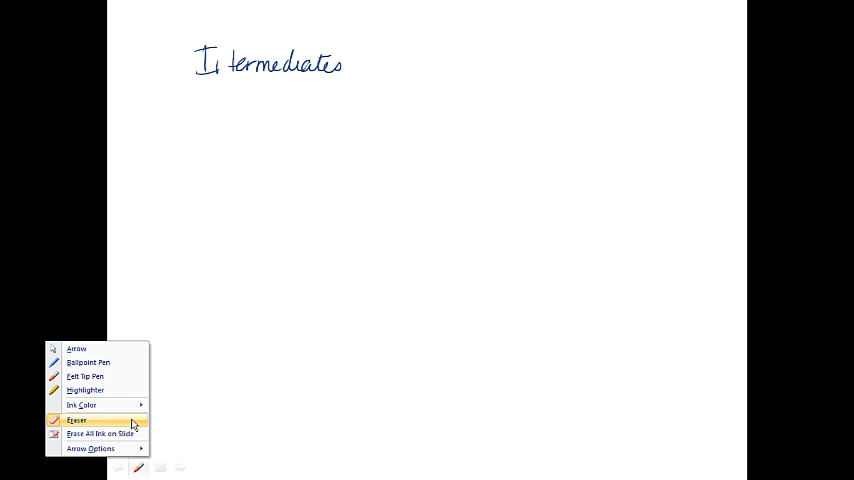 Intermediates
Arrow
Ballpoint Pen
Felt Tip Pen
Highlighter
Ink Color
Eraser
Erase All Ink on Slide
Arrow Options